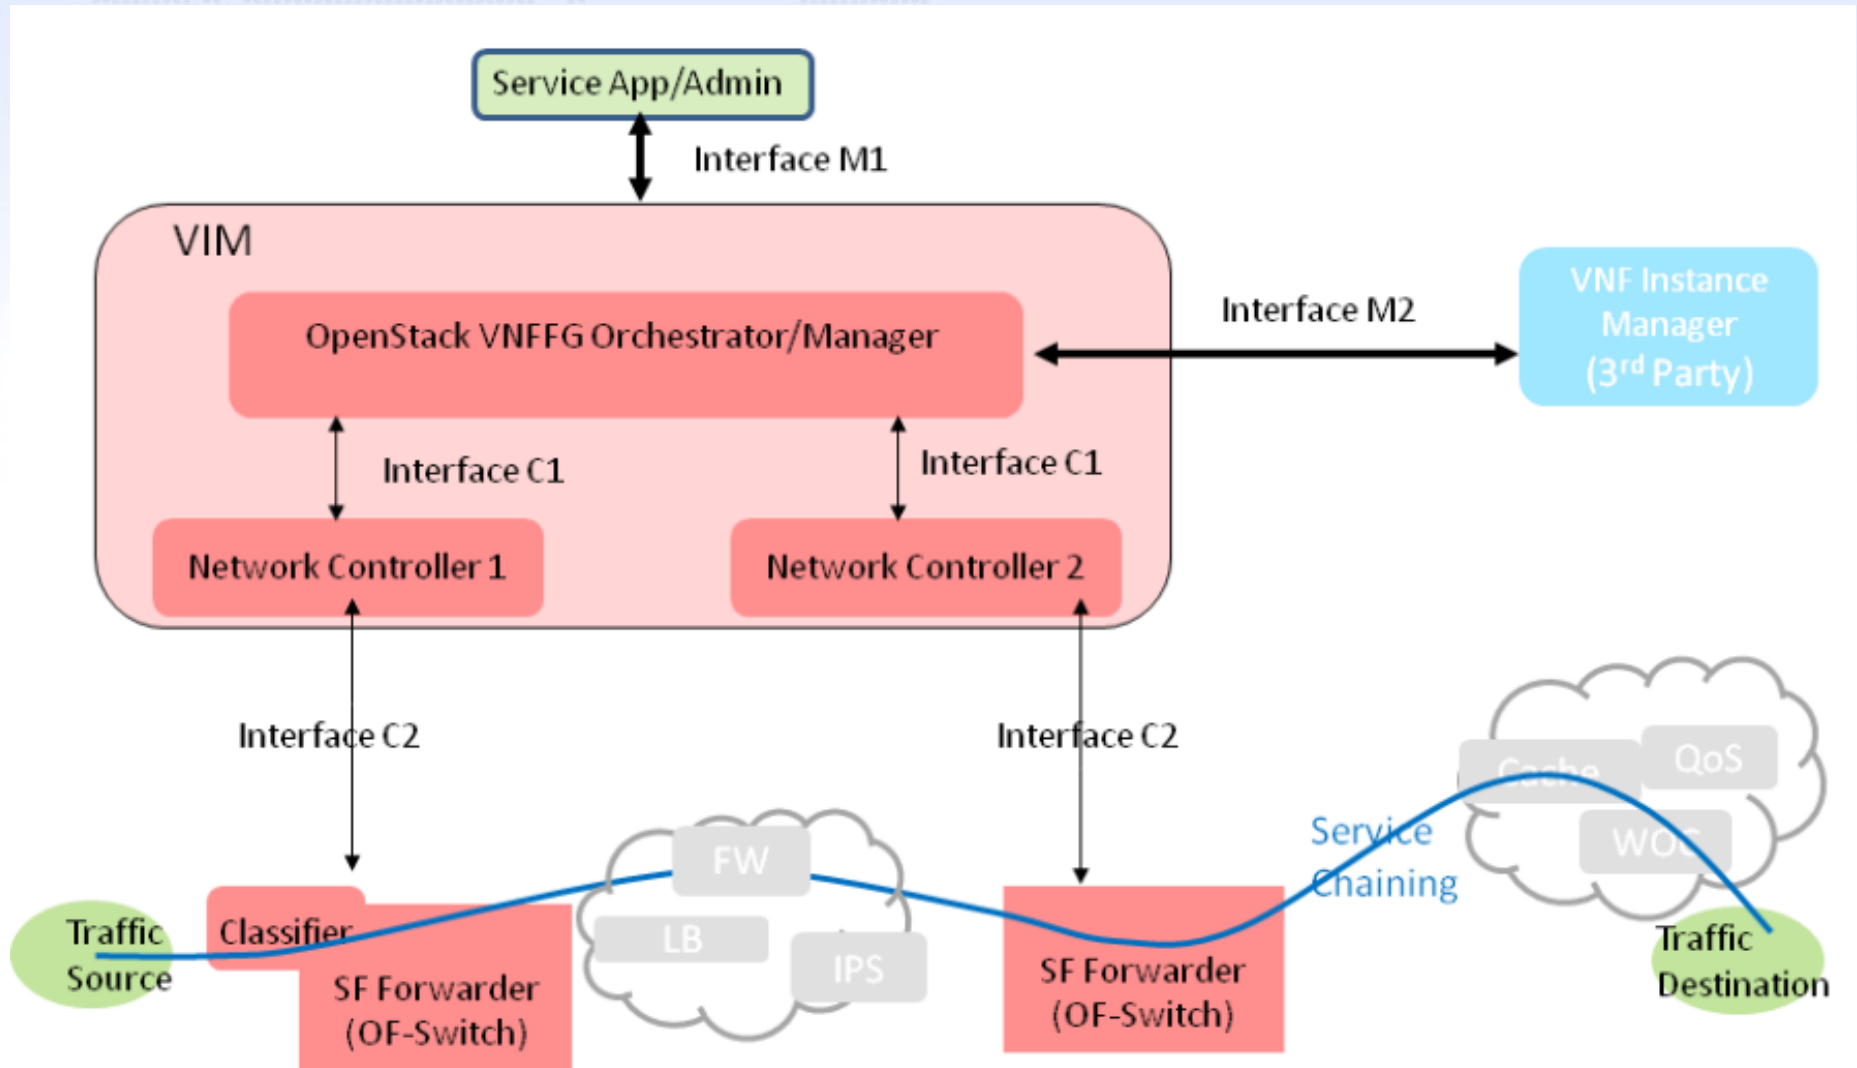 Service App/Admin
Interface M1
VIM
OpenStack VNFFG Orchestrator/Manager
Interface M2
VNF Instance
Manager
(3rd Party)
Interface C1
Interface C1
Network Controller 1
Network Controller 2
Interface C2
Interface C2
Cache
QoS
WOC
Service
Chaining
FW
LB
IPS
Traffic
Source
Classifier
SF Forwarder
(OF-Switch)
SF Forwarder
(OF-Switch)
Traffic
Destination